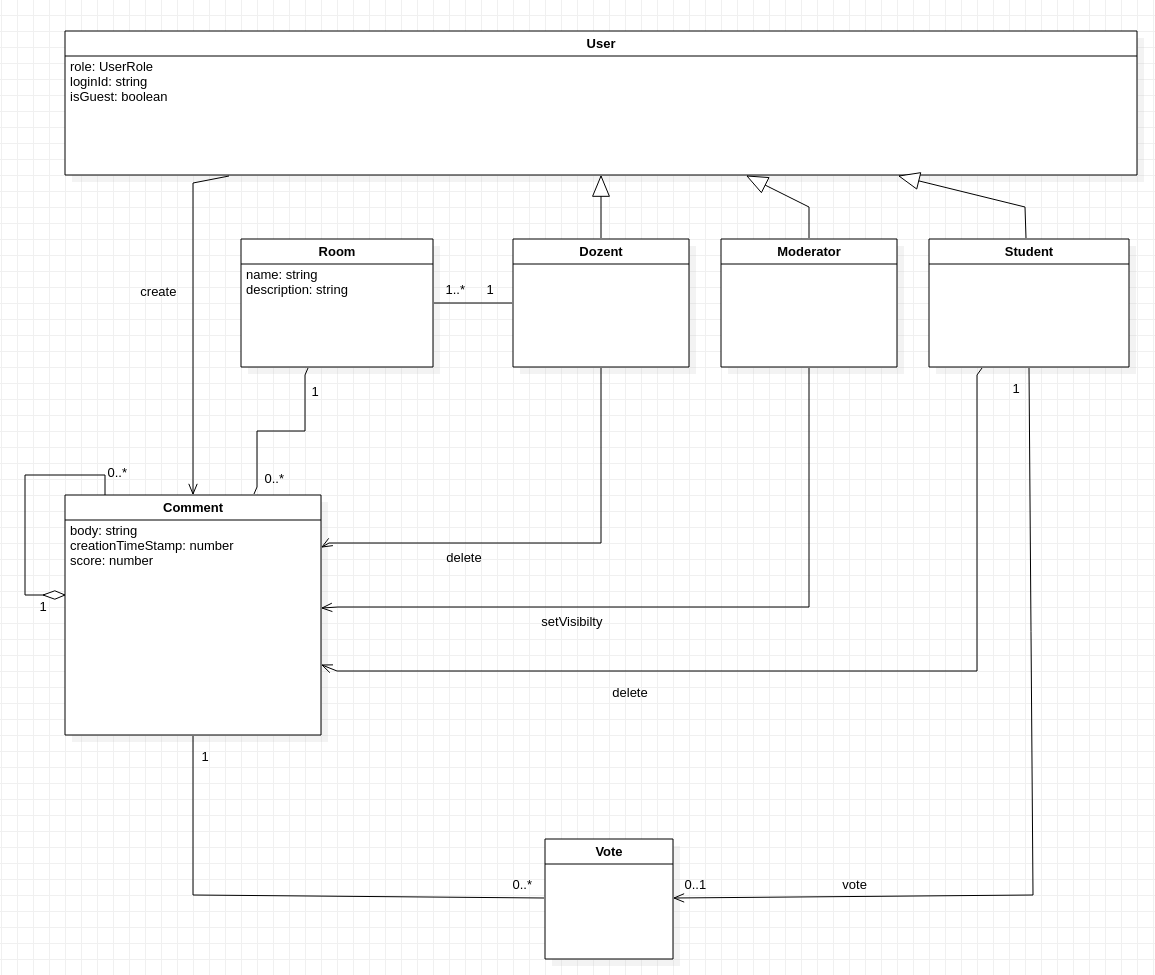 User
role: UserRole
loginId: string
isGuest: boolean
Room
name: string
description: string
Dozent
Moderator
Student
create
1..*
1
1
1
0..*
0..*
Comment
body: string
creationTimeStamp: number
score: number
delete
1
setVisibilty
delete
1
Vote
0..*
0..1
vote